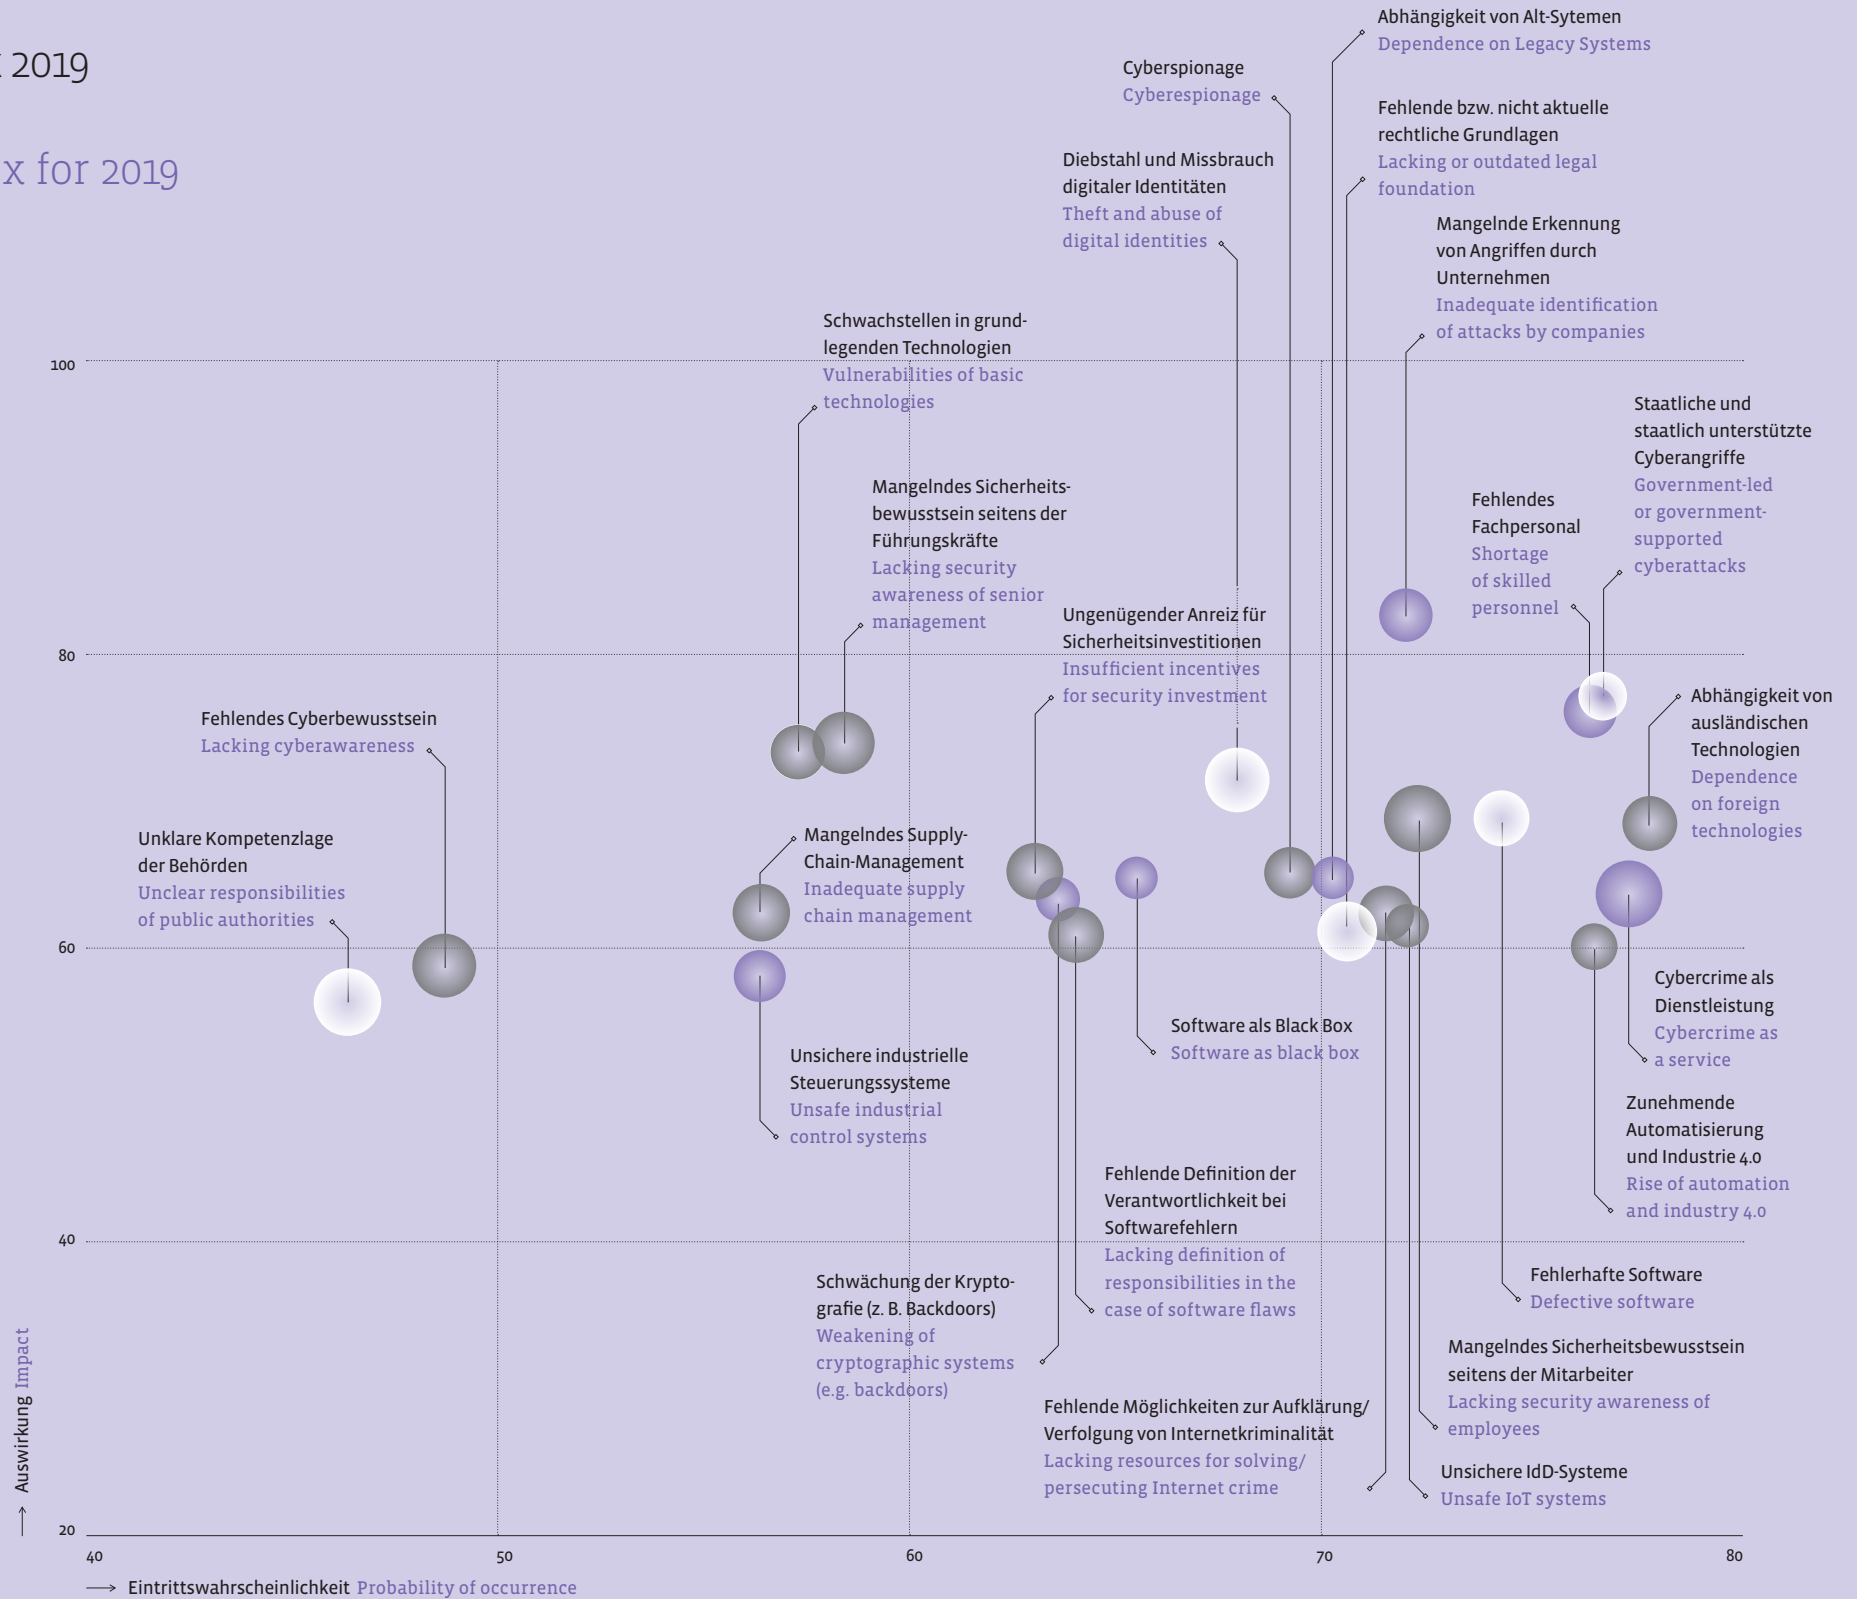 2019
x for 2019
Abhängigkeit von Alt-Sytemen
Dependence on Legacy Systems
Cyberspionage
Cyberespionage
Fehlende bzw. nicht aktuelle
rechtliche Grundlagen
Lacking or outdated legal
foundation
Diebstahl und Missbrauch
digitaler Identitäten
Theft and abuse of
digital identities
Mangelnde Erkennung
von Angriffen durch
Unternehmen
Inadequate identification
of attacks by companies
Schwachstellen in grund-
legenden Technologien
Vulnerabilities of basic
technologies
Staatliche und
staatlich unterstützte
Cyberangriffe
Government-led
or government-
supported
cyberattacks
Mangelndes Sicherheits-
bewusstsein seitens der
Führungskräfte
Lacking security
awareness of senior
management
Fehlendes
Fachpersonal
Shortage
of skilled
personnel
Ungenügender Anreiz für
Sicherheitsinvestitionen
Insufficient incentives
for security investment
Fehlendes Cyberbewusstsein
Lacking cyberawareness
Abhängigkeit von
ausländischen
Technologien
Dependence
on foreign
technologies
Unklare Kompetenzlage
der Behörden
Unclear responsibilities
of public authorities
Mangelndes Supply-
Chain-Management
Inadequate supply
chain management
Cybercrime als
Dienstleistung
Cybercrime as
a service
Software als Black Box
Software as black box
Unsichere industrielle
Steuerungssysteme
Unsafe industrial
control systems
Zunehmende
Automatisierung
und Industrie 4.0
Rise of automation
and industry 4.0
Fehlende Definition der
Verantwortlichkeit bei
Softwarefehlern
Lacking definition of
responsibilities in the
case of software flaws
Schwächung der Krypto-
grafie (z. B. Backdoors)
Weakening of
cryptographic systems
(e.g. backdoors)
Fehlerhafte Software
Defective software
Mangelndes Sicherheitsbewusstsein
seitens der Mitarbeiter
Lacking security awareness of
employees
Fehlende Möglichkeiten zur Aufklärung/
Verfolgung von Internetkriminalität
Lacking resources for solving/
persecuting Internet crime
Unsichere IdD-Systeme
Unsafe IoT systems
100
80
60
40
20
Auswirkung Impact
40 50 60 70 80
Eintrittswahrscheinlichkeit Probability of occurrence